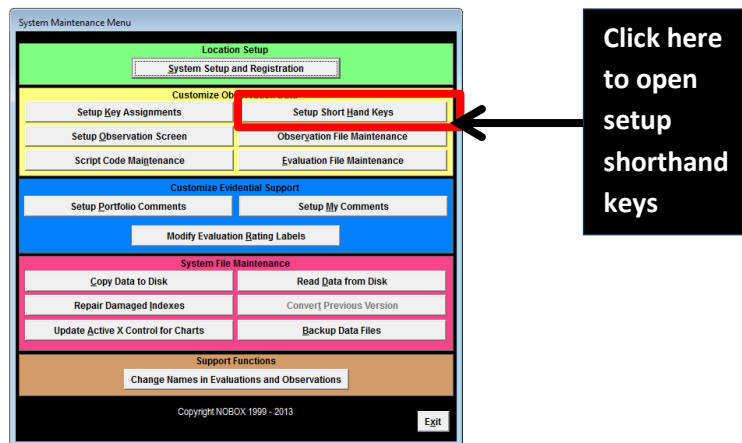 System Maintenance Menu
Location Setup
System Setup and Registration
Customize Ob
Setup Key Assignments
Setup Short Hand Keys
Setup Observation Screen
Observation File Maintenance
Script Code Maintenance
Evaluation File Maintenance
Customize Evidential Support
Setup Portfolio Comments
Setup My Comments
Modify Evaluation Rating Labels
System File Maintenance
Copy Data to Disk
Read Data from Disk
Repair Damaged Indexes
Convert Previous Version
Update Active X Control for Charts
Backup Data Files
Support Functions
Change Names in Evaluations and Observations
Copyright NOBOX 1999 - 2013
Exit
Click here
to open
setup
shorthand
keys